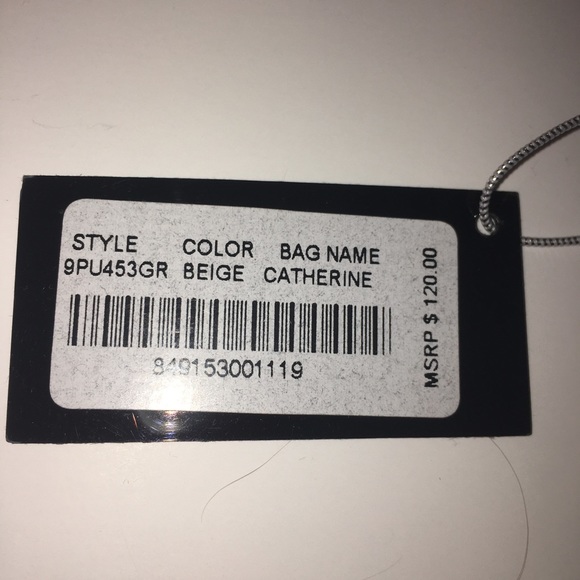 STYLE COLOR BAG NAME
9PU453GR BEIGE CATHERINE
849153001119
MSRP $ 120.00